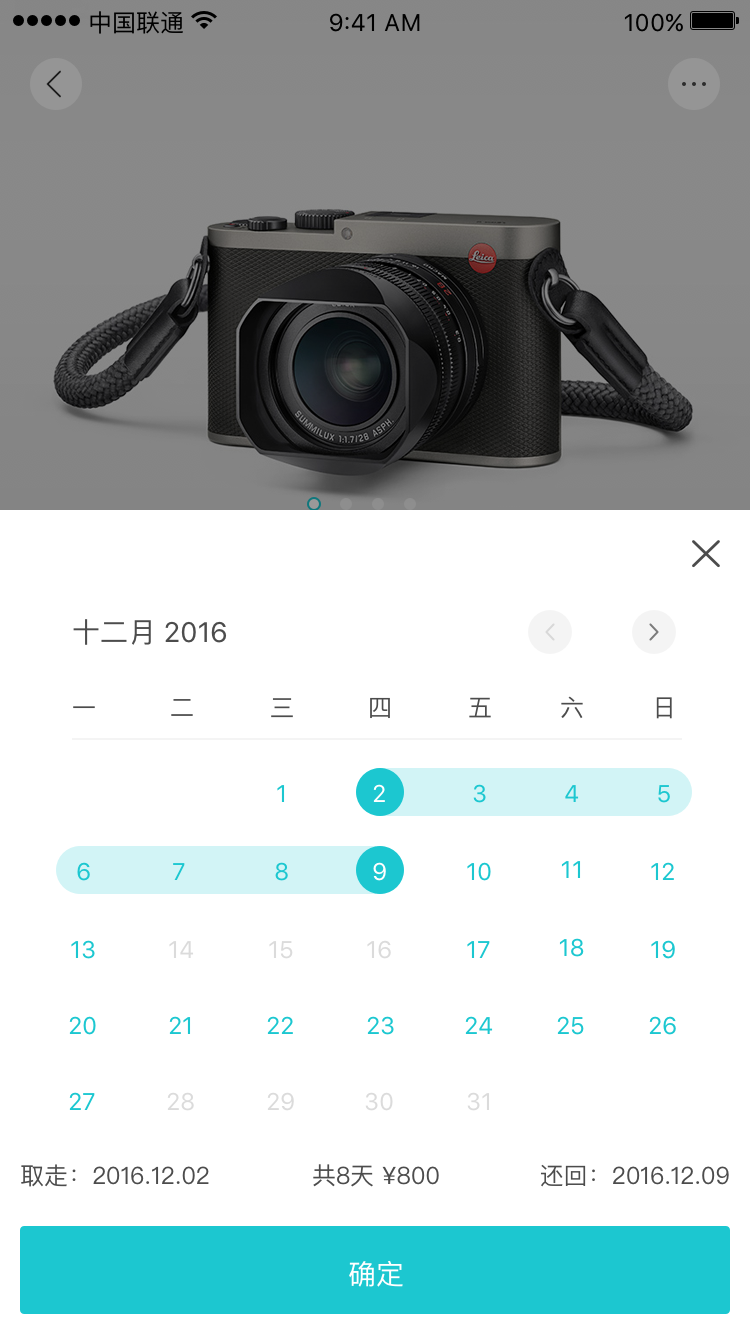 中国联通 9:41 AM 100%
Leica
SUMMILUX 1:1.7/28 ASPH.
十二月 2016
一 二 三 四 五 六 日
1 2 3 4 5
6 7 8 9 10 11 12
13 14 15 16 17 18 19
20 21 22 23 24 25 26
27 28 29 30 31
取走：2016.12.02 共8天 ¥800 还回：2016.12.09
确定